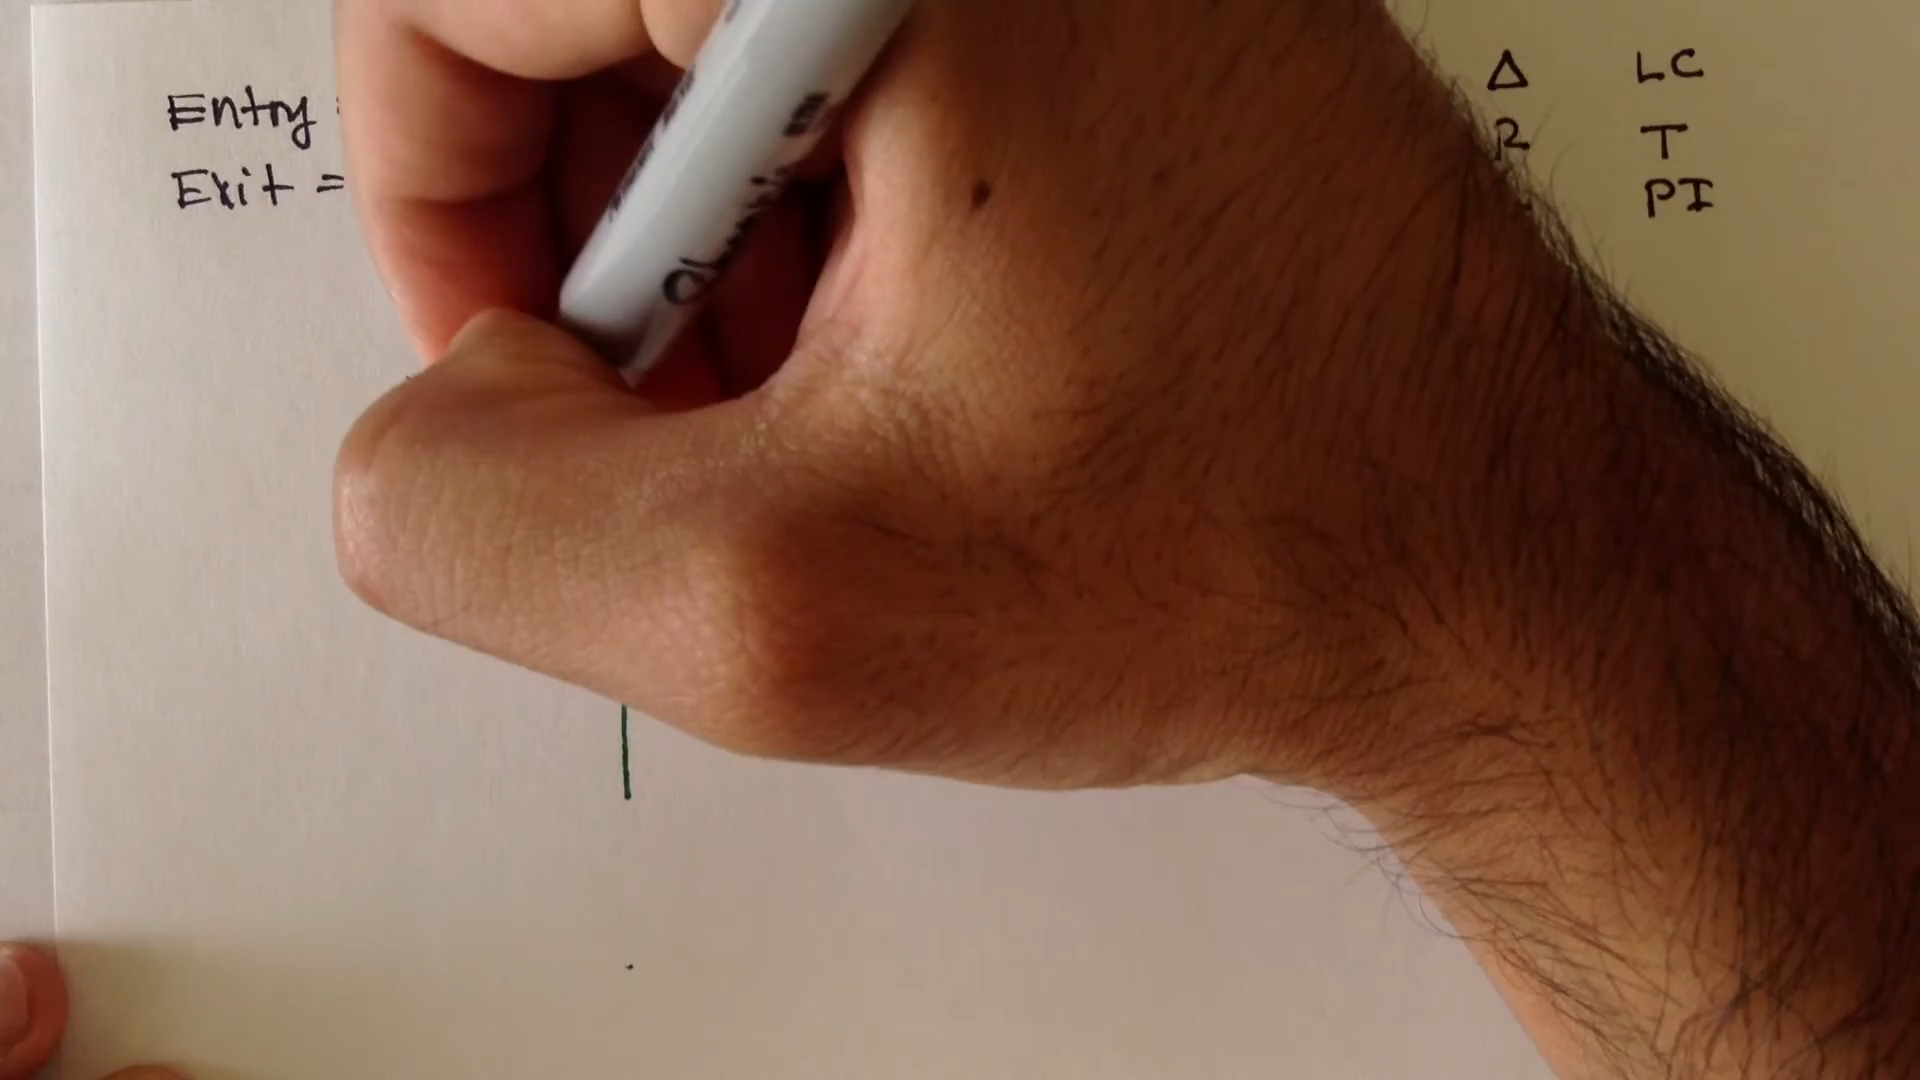 Entry
Exit =
Δ LC
R T
PI